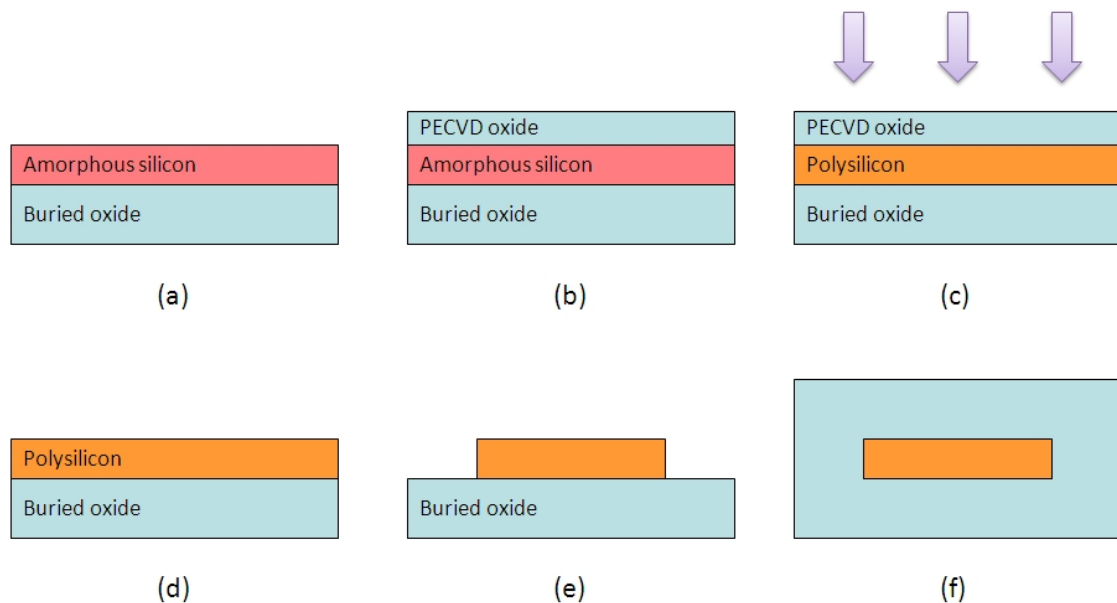 Amorphous silicon
Buried oxide
(a)
PECVD oxide
Amorphous silicon
Buried oxide
(b)
PECVD oxide
Polysilicon
Buried oxide
(c)
Polysilicon
Buried oxide
(d)
Buried oxide
(e)
(f)